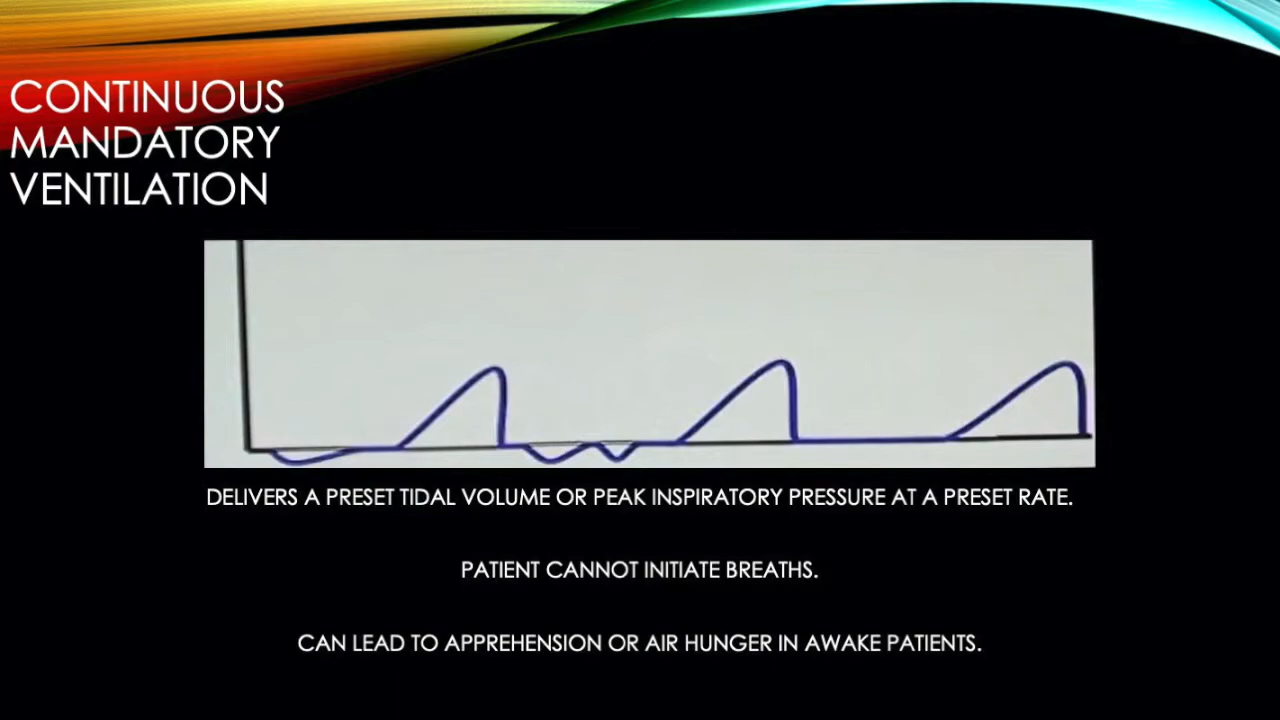 CONTINUOUS
MANDATORY
VENTILATION
DELIVERS A PRESET TIDAL VOLUME OR PEAK INSPIRATORY PRESSURE AT A PRESET RATE.
PATIENT CANNOT INITIATE BREATHS.
CAN LEAD TO APPREHENSION OR AIR HUNGER IN AWAKE PATIENTS.